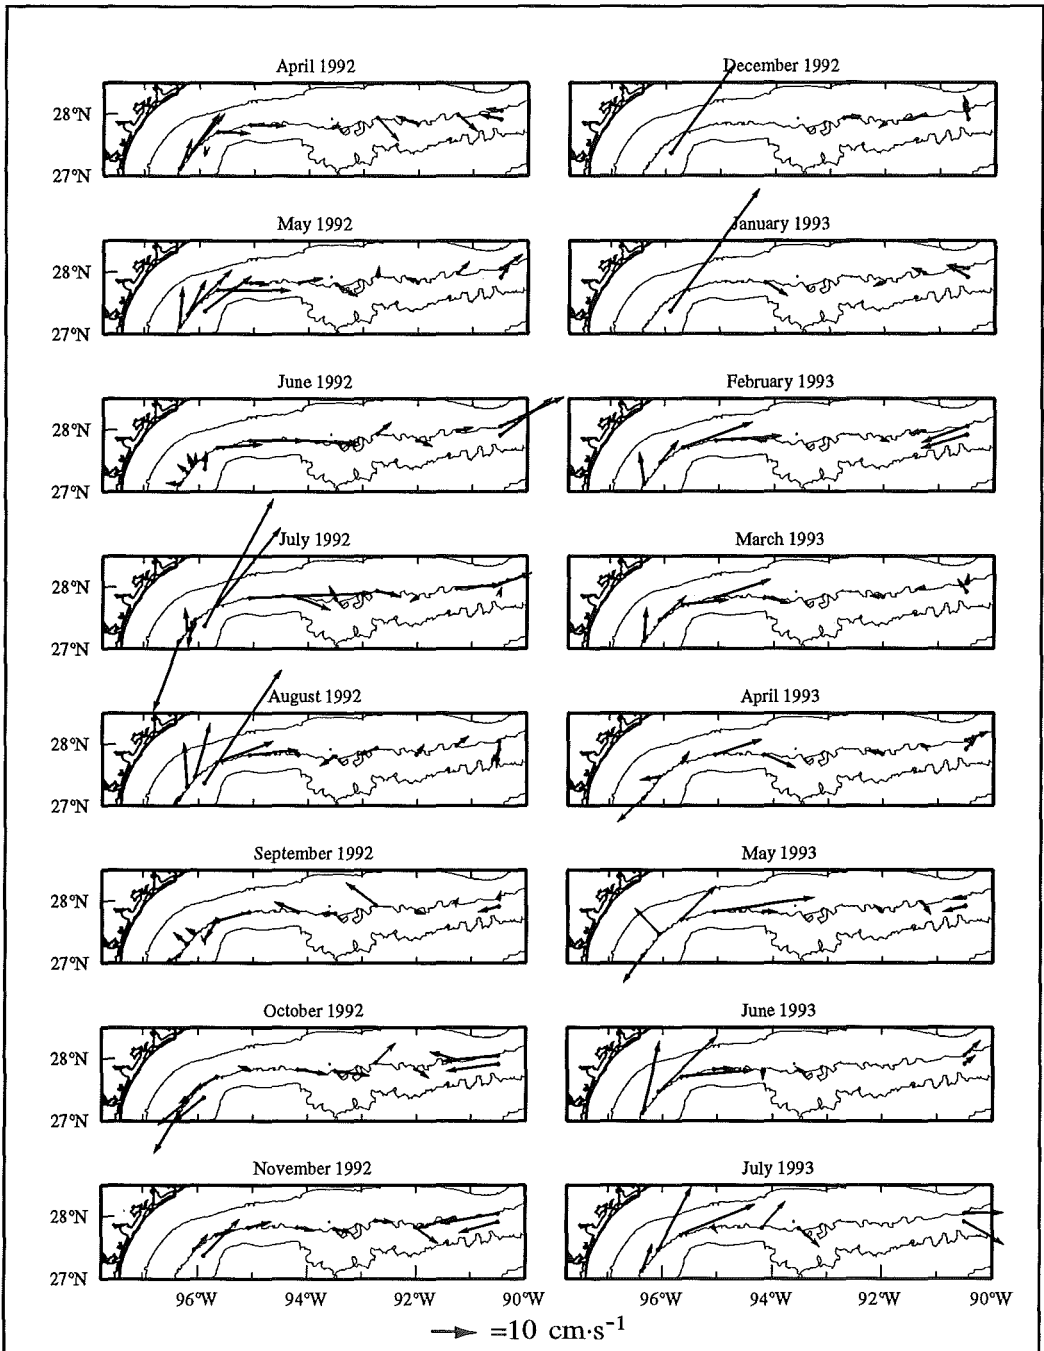 April 1992
December 1992
28°N
27°N
May 1992
January 1993
28°N
27°N
June 1992
February 1993
28°N
27°N
July 1992
March 1993
28°N
27°N
August 1992
April 1993
28°N
27°N
September 1992
May 1993
28°N
27°N
October 1992
June 1993
28°N
27°N
November 1992
July 1993
28°N
27°N
96°W 94°W 92°W 90°W 96°W 94°W 92°W 90°W
=10 cm·s⁻¹